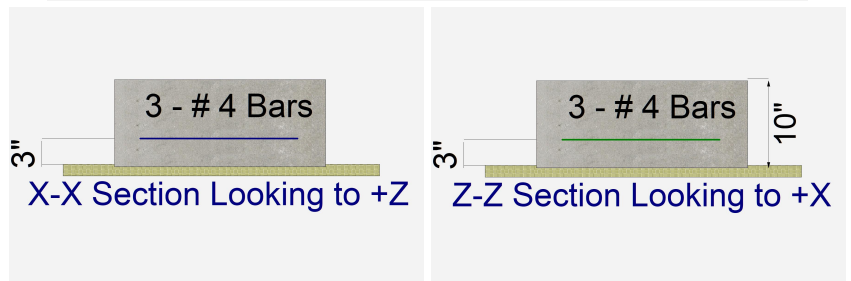 3 - # 4 Bars
3"
X-X Section Looking to +Z
3 - # 4 Bars
3"
10"
Z-Z Section Looking to +X